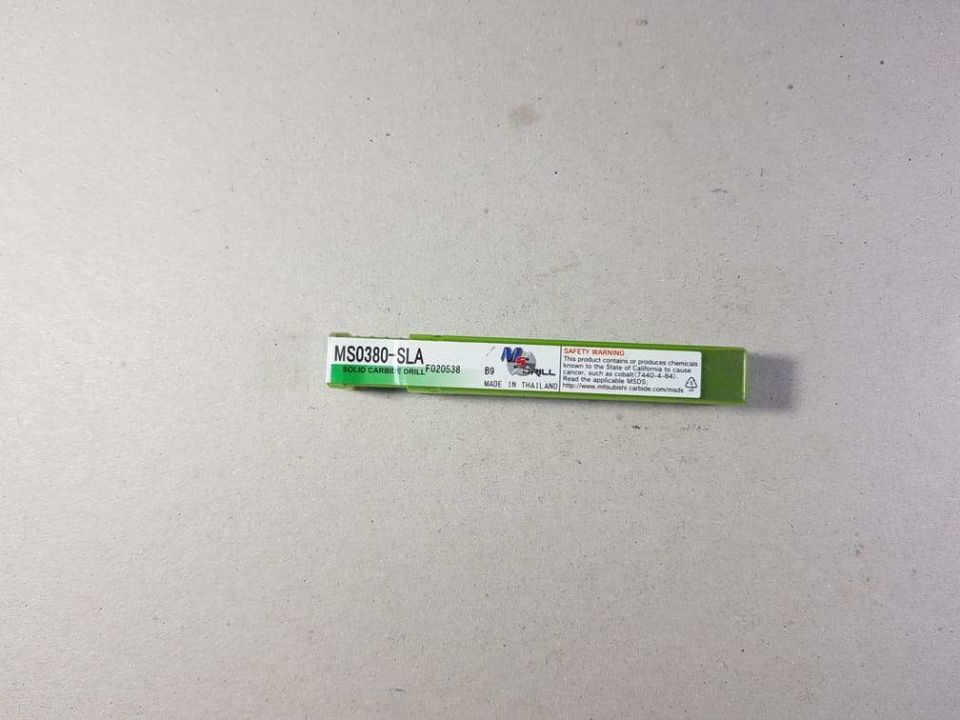 MS0380-SLA
SOLID CARBIDE DRILL
F020538
B9
MS DRILL
MADE IN THAILAND
SAFETY WARNING
This product contains or produces chemicals
known to the State of California to cause
cancer, such as cobalt(7440-4-84).
Read the applicable MSDS:
http://www.mitsubishi carbide.com/msds